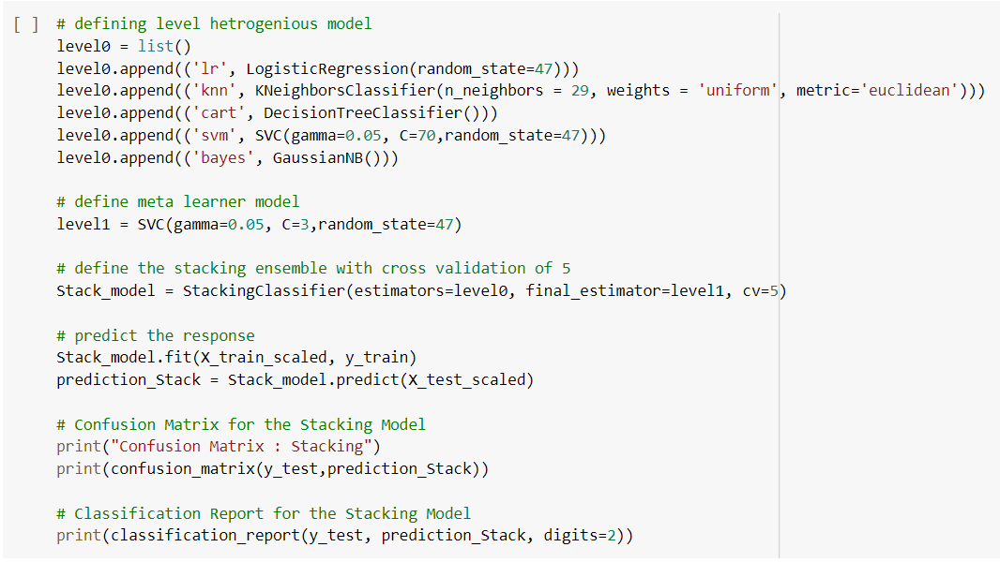 [ ] # defining level hetrogenious model
level0 = list()
level0.append(('lr', LogisticRegression(random_state=47)))
level0.append(('knn', KNeighborsClassifier(n_neighbors = 29, weights = 'uniform', metric='euclidean')))
level0.append(('cart', DecisionTreeClassifier()))
level0.append(('svm', SVC(gamma=0.05, C=70,random_state=47)))
level0.append(('bayes', GaussianNB()))
# define meta learner model
level1 = SVC(gamma=0.05, C=3,random_state=47)
# define the stacking ensemble with cross validation of 5
Stack_model = StackingClassifier(estimators=level0, final_estimator=level1, cv=5)
# predict the response
Stack_model.fit(X_train_scaled, y_train)
prediction_Stack = Stack_model.predict(X_test_scaled)
# Confusion Matrix for the Stacking Model
print("Confusion Matrix : Stacking")
print(confusion_matrix(y_test,prediction_Stack))
# Classification Report for the Stacking Model
print(classification_report(y_test, prediction_Stack, digits=2))